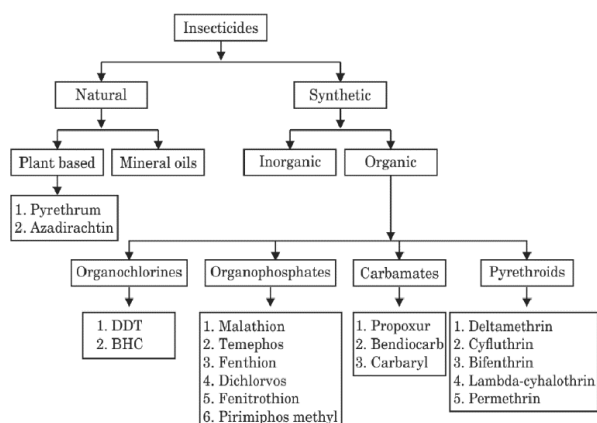 Insecticides
Natural
Synthetic
Plant based
Mineral oils
Inorganic
Organic
1. Pyrethrum
2. Azadirachtin
Organochlorines
Organophosphates
Carbamates
Pyrethroids
1. DDT
2. BHC
1. Malathion
2. Temephos
3. Fenthion
4. Dichlorvos
5. Fenitrothion
6. Pirimiphos methyl
1. Propoxur
2. Bendiocarb
3. Carbaryl
1. Deltamethrin
2. Cyfluthrin
3. Bifenthrin
4. Lambda-cyhalothrin
5. Permethrin